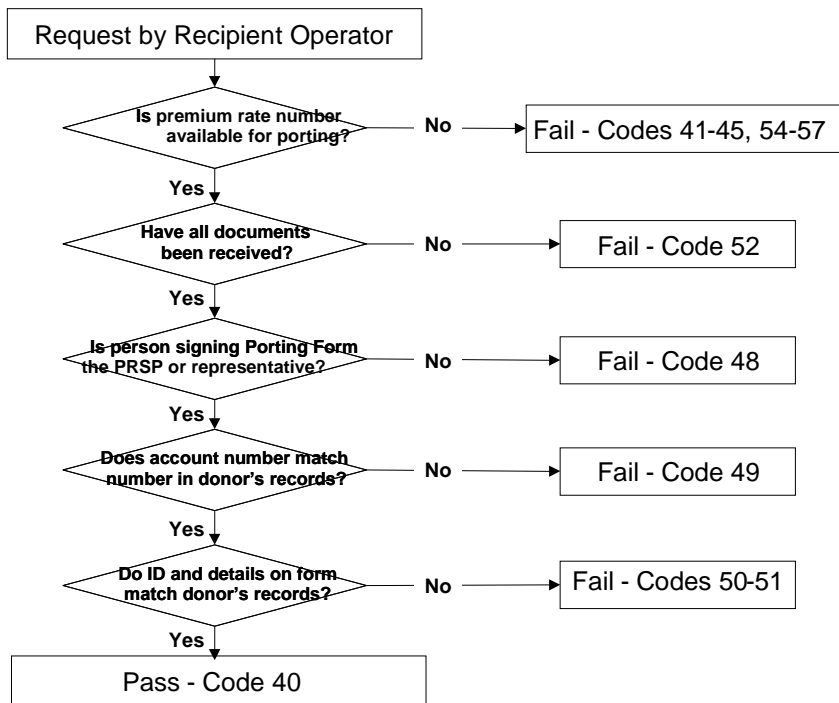 Request by Recipient Operator
Is premium rate number
available for porting?
No
Fail - Codes 41-45, 54-57
Yes
Have all documents
been received?
No
Fail - Code 52
Yes
Is person signing Porting Form
the PRSP or representative?
No
Fail - Code 48
Yes
Does account number match
number in donor's records?
No
Fail - Code 49
Yes
Do ID and details on form
match donor's records?
No
Fail - Codes 50-51
Yes
Pass - Code 40